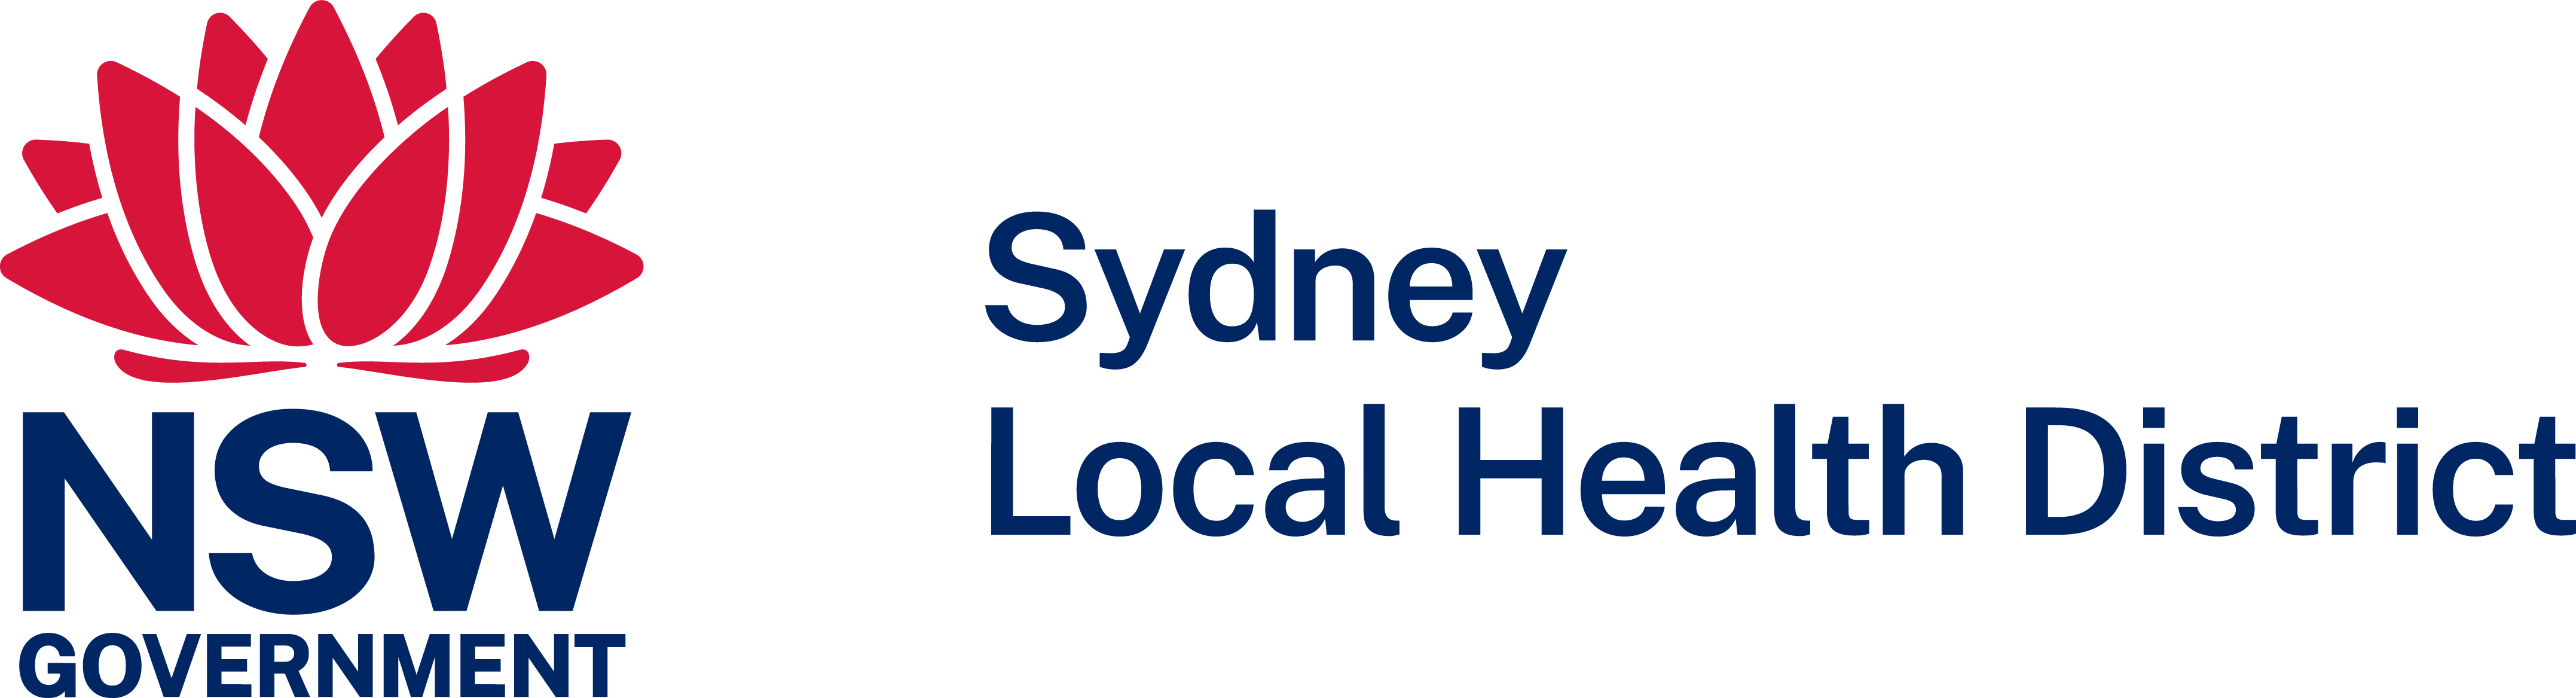 NSW
GOVERNMENT
Sydney
Local Health District